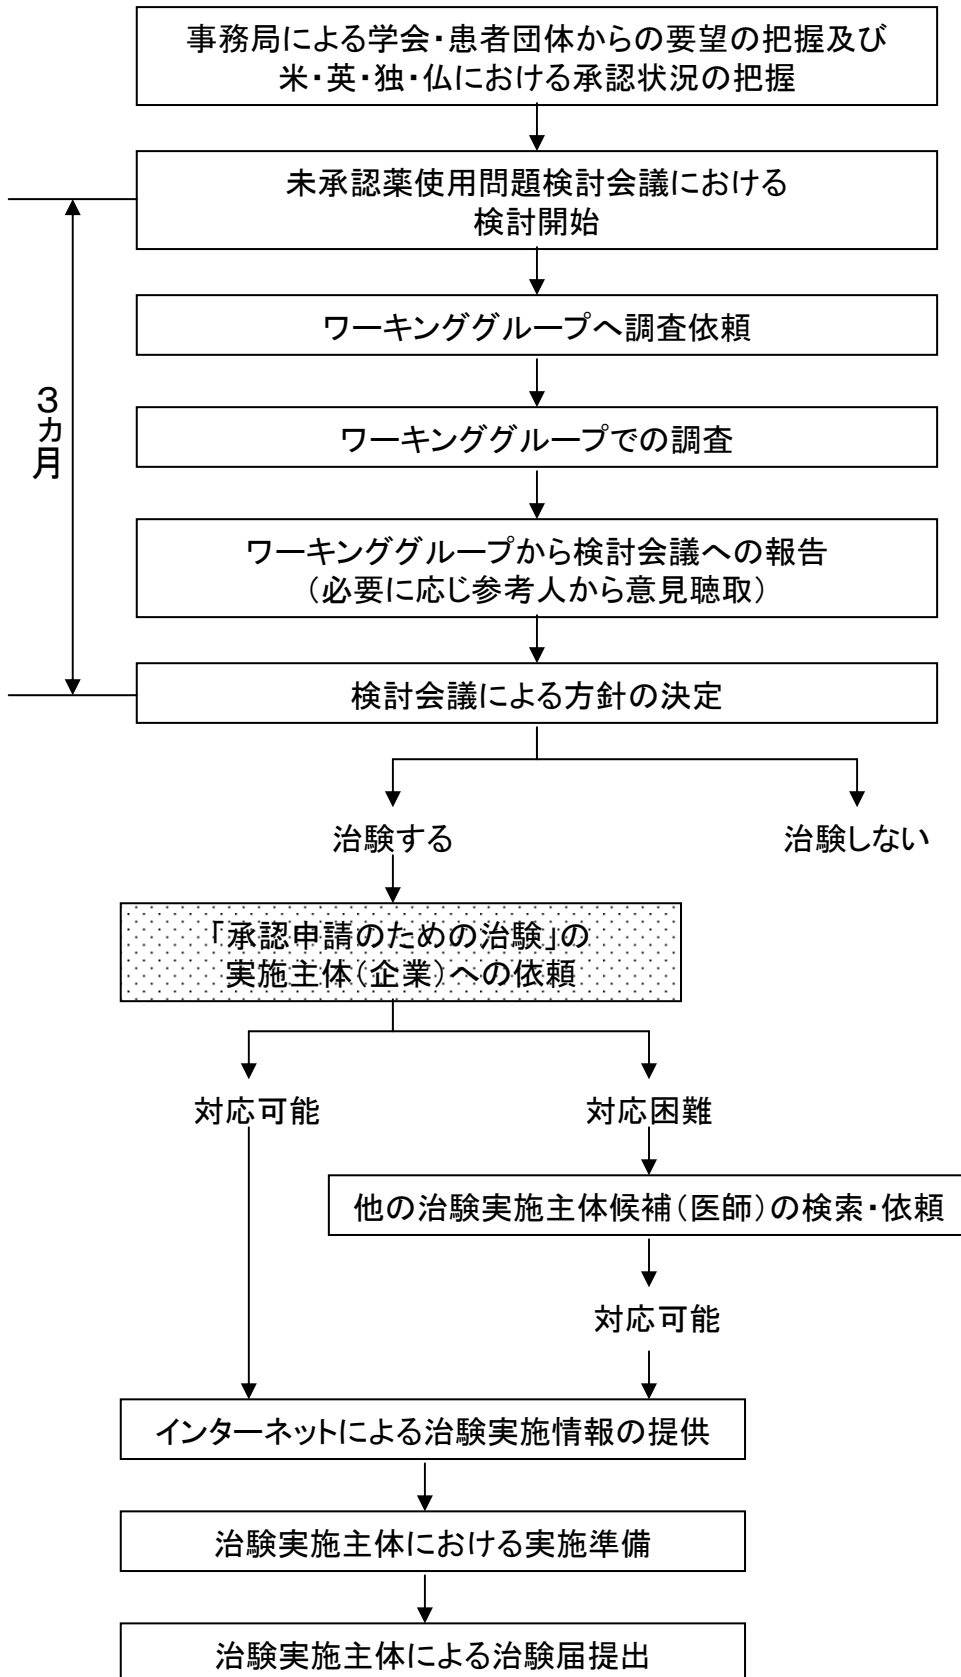 事務局による学会・患者団体からの要望の把握及び
米・英・独・仏における承認状況の把握
未承認薬使用問題検討会議における
検討開始
ワーキンググループへ調査依頼
3カ月
ワーキンググループでの調査
ワーキンググループから検討会議への報告
（必要に応じ参考人から意見聴取）
検討会議による方針の決定
治験する
治験しない
「承認申請のための治験」の
実施主体（企業）への依頼
対応可能
対応困難
他の治験実施主体候補（医師）の検索・依頼
対応可能
インターネットによる治験実施情報の提供
治験実施主体における実施準備
治験実施主体による治験届提出